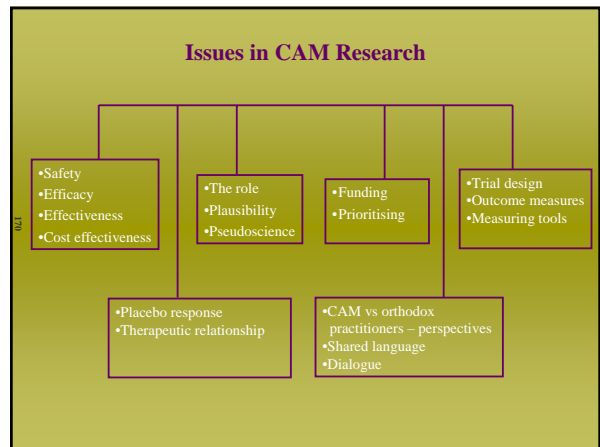 Issues in CAM Research
•Safety
•Efficacy
•Effectiveness
•Cost effectiveness
•The role
•Plausibility
•Pseudoscience
•Funding
•Prioritising
•Trial design
•Outcome measures
•Measuring tools
•Placebo response
•Therapeutic relationship
•CAM vs orthodox
practitioners – perspectives
•Shared language
•Dialogue
170